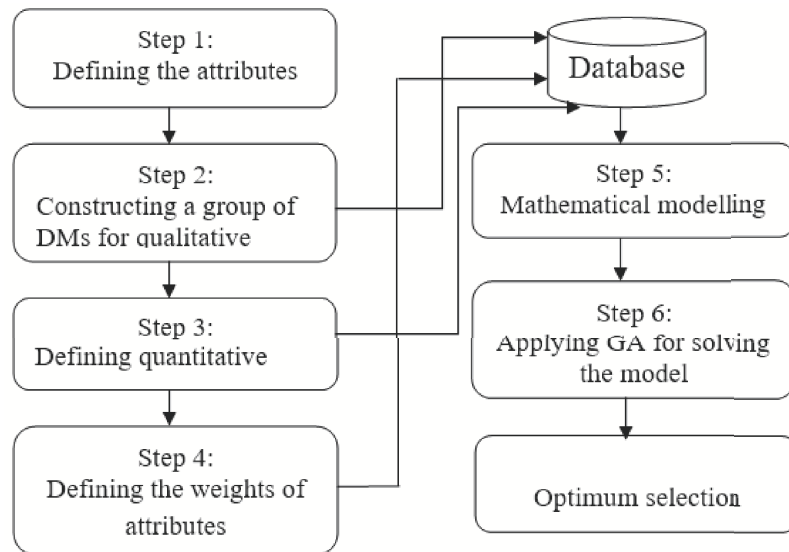 Step 1:
Defining the attributes
Step 2:
Constructing a group of
DMs for qualitative
Step 3:
Defining quantitative
Step 4:
Defining the weights of
attributes
Database
Step 5:
Mathematical modelling
Step 6:
Applying GA for solving
the model
Optimum selection